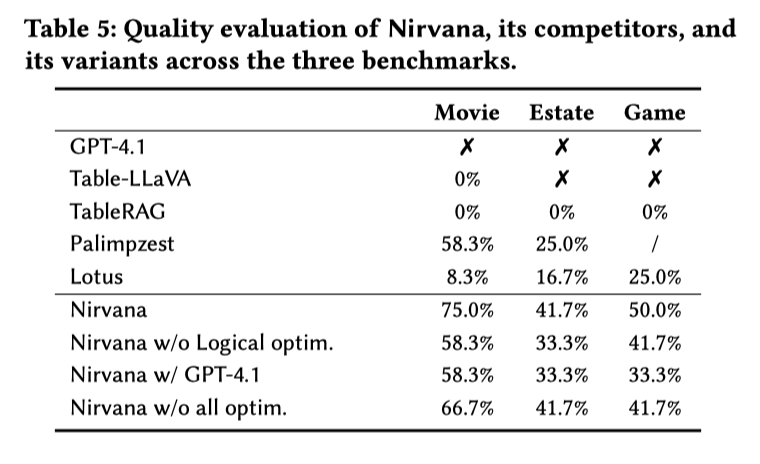 Table 5: Quality evaluation of Nirvana, its competitors, and
its variants across the three benchmarks.
Movie Estate Game
GPT-4.1 ✗ ✗ ✗
Table-LLaVA 0% ✗ ✗
TableRAG 0% 0% 0%
Palimpzest 58.3% 25.0% /
Lotus 8.3% 16.7% 25.0%
Nirvana 75.0% 41.7% 50.0%
Nirvana w/o Logical optim. 58.3% 33.3% 41.7%
Nirvana w/ GPT-4.1 58.3% 33.3% 33.3%
Nirvana w/o all optim. 66.7% 41.7% 41.7%